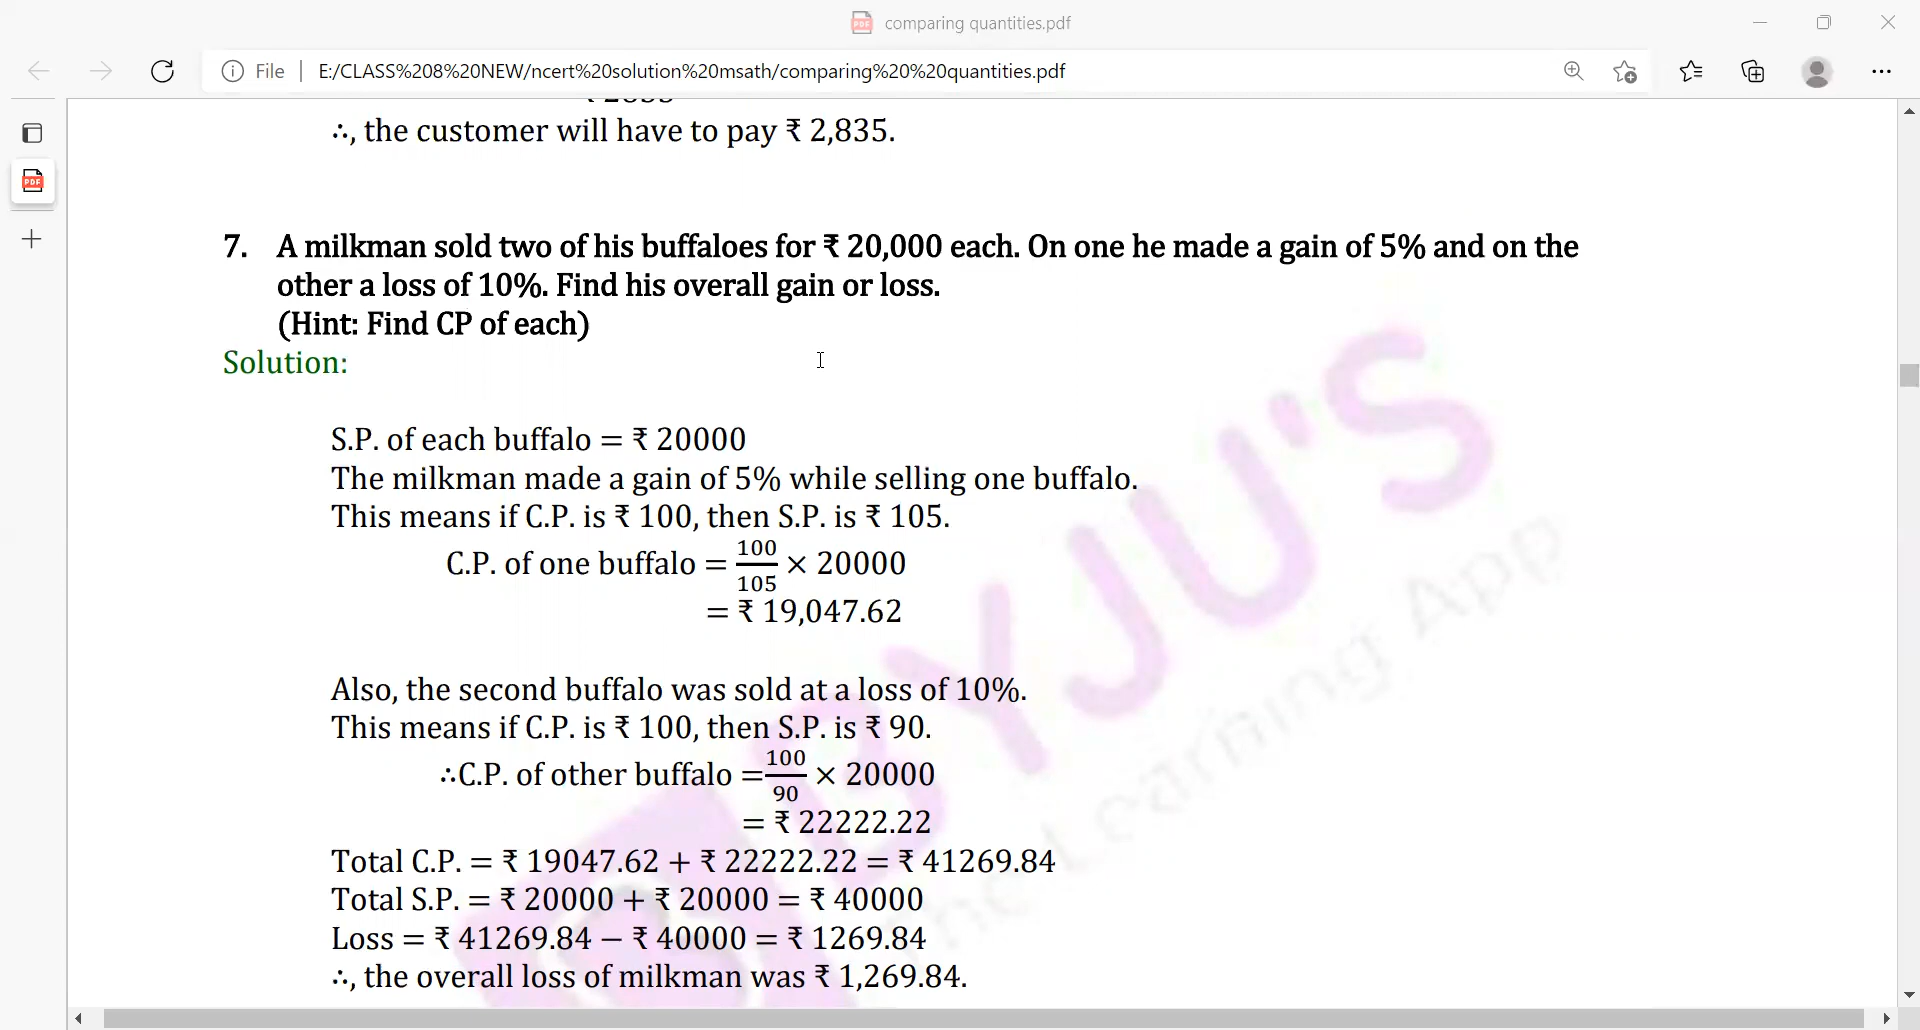 comparing quantities.pdf
File | E:/CLASS%208%20NEW/ncert%20solution%20msath/comparing%20%20quantities.pdf
∴, the customer will have to pay ₹ 2,835.
7. A milkman sold two of his buffaloes for ₹ 20,000 each. On one he made a gain of 5% and on the
other a loss of 10%. Find his overall gain or loss.
(Hint: Find CP of each)
Solution:
S.P. of each buffalo = ₹ 20000
The milkman made a gain of 5% while selling one buffalo.
This means if C.P. is ₹ 100, then S.P. is ₹ 105.
C.P. of one buffalo = 100/105 × 20000
= ₹ 19,047.62
Also, the second buffalo was sold at a loss of 10%.
This means if C.P. is ₹ 100, then S.P. is ₹ 90.
∴C.P. of other buffalo =100/90 × 20000
= ₹ 22222.22
Total C.P. = ₹ 19047.62 + ₹ 22222.22 = ₹ 41269.84
Total S.P. = ₹ 20000 + ₹ 20000 = ₹ 40000
Loss = ₹ 41269.84 − ₹ 40000 = ₹ 1269.84
∴, the overall loss of milkman was ₹ 1,269.84.
BYJU'S
The Learning App
PDF
PDF